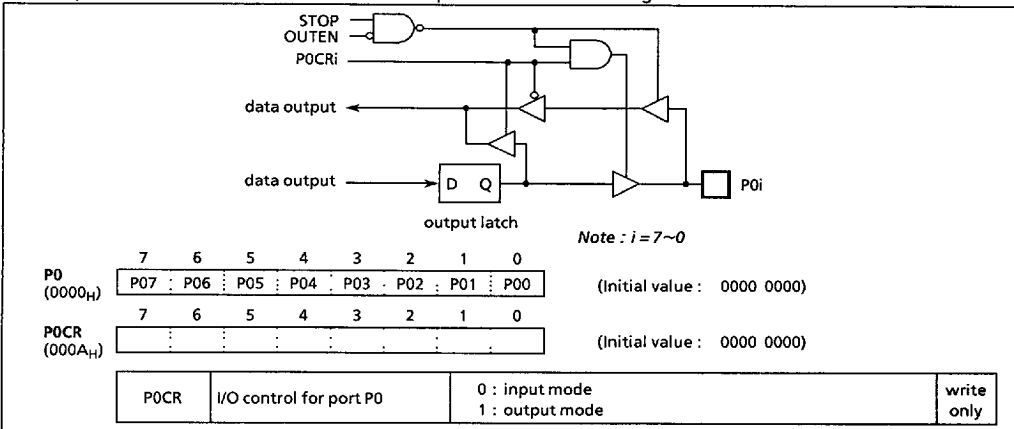 STOP
OUTEN
P0CRi
data output
data output
D Q
P0i
output latch
Note : i = 7~0
7 6 5 4 3 2 1 0
P0 (0000H) P07 P06 P05 P04 P03 P02 P01 P00 (Initial value : 0000 0000)
7 6 5 4 3 2 1 0
P0CR (000AH) (Initial value : 0000 0000)
P0CR I/O control for port P0 0 : input mode write
1 : output mode only